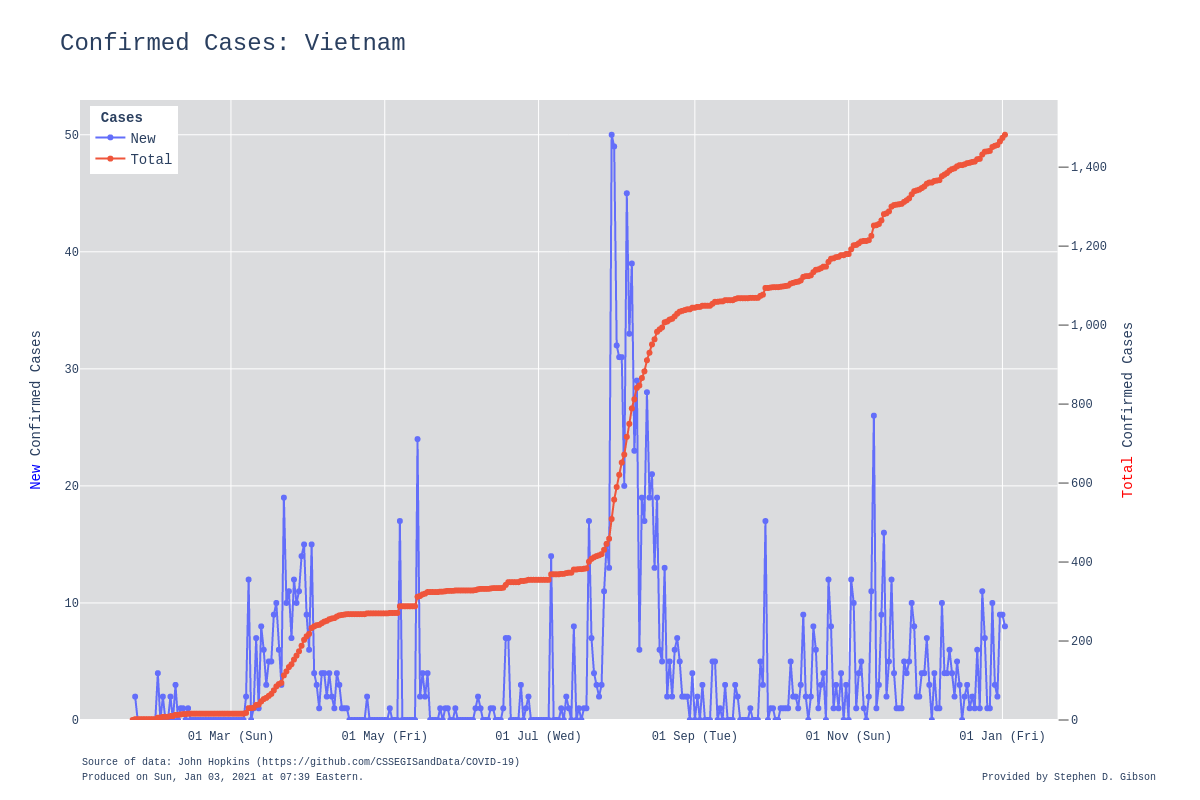 Confirmed Cases: Vietnam
Cases
New
Total
50
40
30
20
10
0
1,400
1,200
1,000
800
600
400
200
0
New Confirmed Cases
Total Confirmed Cases
01 Mar (Sun)
01 May (Fri)
01 Jul (Wed)
01 Sep (Tue)
01 Nov (Sun)
01 Jan (Fri)
Source of data: John Hopkins (https://github.com/CSSEGISandData/COVID-19)
Produced on Sun, Jan 03, 2021 at 07:39 Eastern.
Provided by Stephen D. Gibson